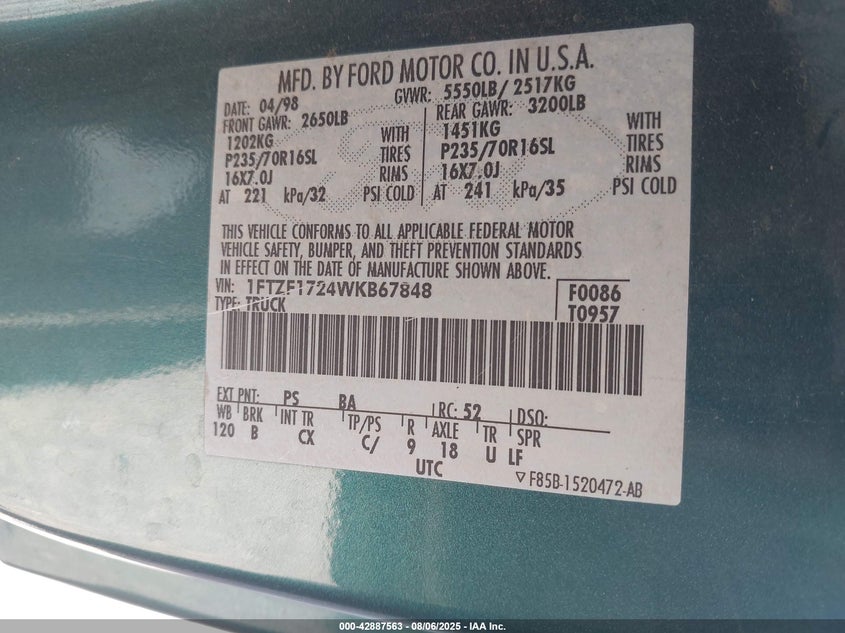 MFD. BY FORD MOTOR CO. IN U.S.A.
DATE: 04/98 GVWR: 5550LB/ 2517KG
FRONT GAWR: 2650LB REAR GAWR: 3200LB
1202KG WITH 1451KG WITH
P235/70R16SL TIRES P235/70R16SL TIRES
16X7.0J RIMS 16X7.0J RIMS
AT 221 kPa/32 PSI COLD AT 241 kPa/35 PSI COLD
THIS VEHICLE CONFORMS TO ALL APPLICABLE FEDERAL MOTOR
VEHICLE SAFETY, BUMPER, AND THEFT PREVENTION STANDARDS
IN EFFECT ON THE DATE OF MANUFACTURE SHOWN ABOVE.
VIN: 1FTZF1724WKB67848 F0086
TYPE: TRUCK T0957
EXT PNT: PS BA RC: 52 DSO:
WB BRK INT TR TP/PS R AXLE TR SPR
120 B CX C/ 9 18 U LF
UTC
▽ F85B-1520472-AB
000-42887563 - 08/06/2025 - IAA Inc.